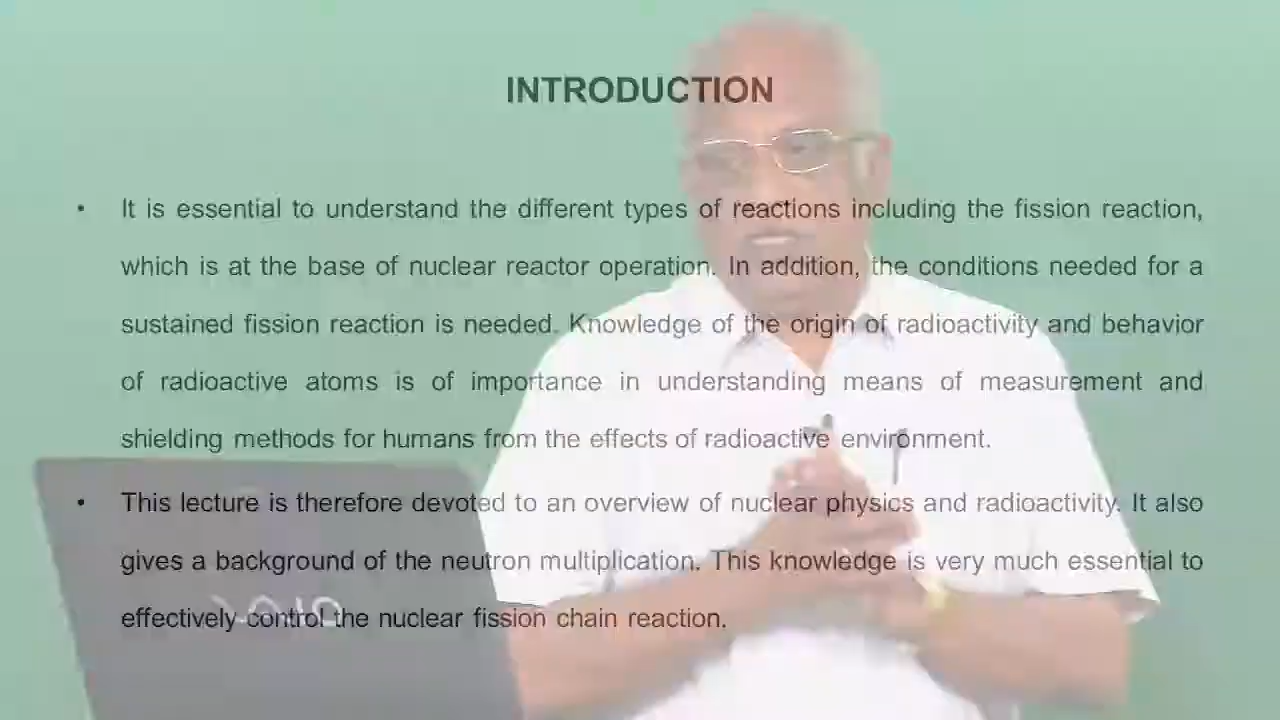 INTRODUCTION
• It is essential to understand the different types of reactions including the fission reaction,
which is at the base of nuclear reactor operation. In addition, the conditions needed for a
sustained fission reaction is needed. Knowledge of the origin of radioactivity and behavior
of radioactive atoms is of importance in understanding means of measurement and
shielding methods for humans from the effects of radioactive environment.
• This lecture is therefore devoted to an overview of nuclear physics and radioactivity. It also
gives a background of the neutron multiplication. This knowledge is very much essential to
effectively control the nuclear fission chain reaction.